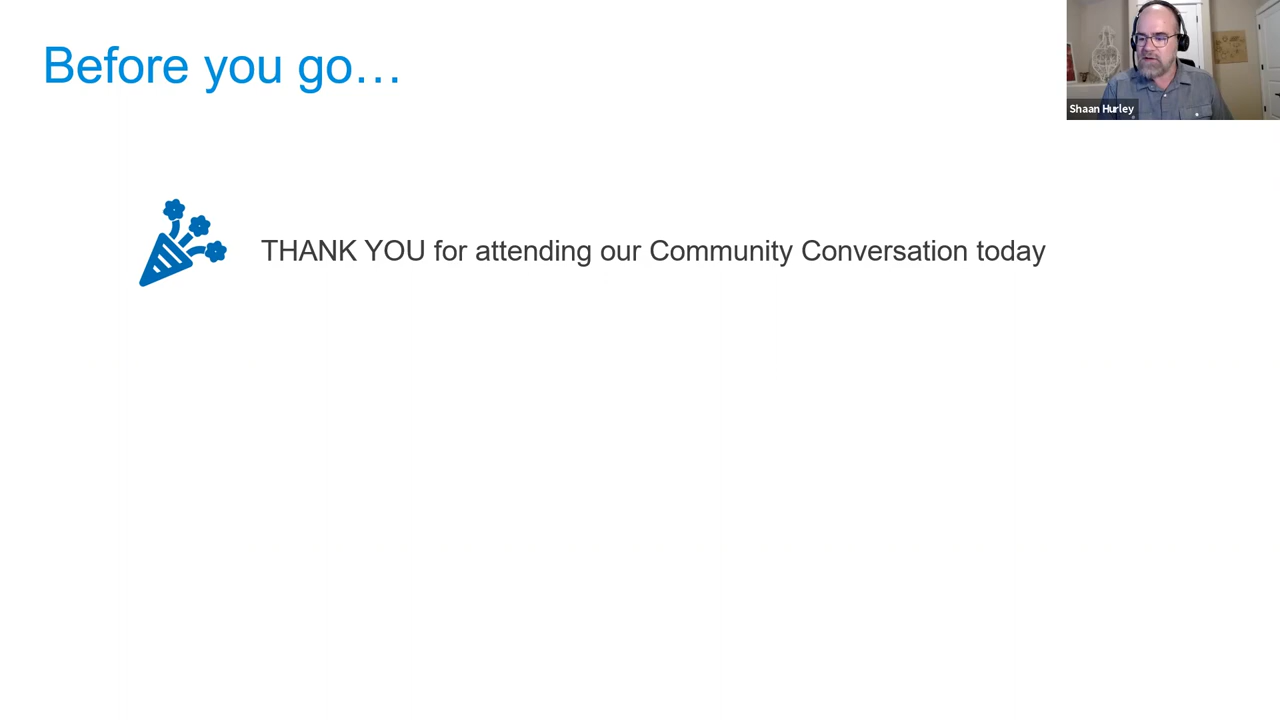 Before you go…
Shaan Hurley
THANK YOU for attending our Community Conversation today